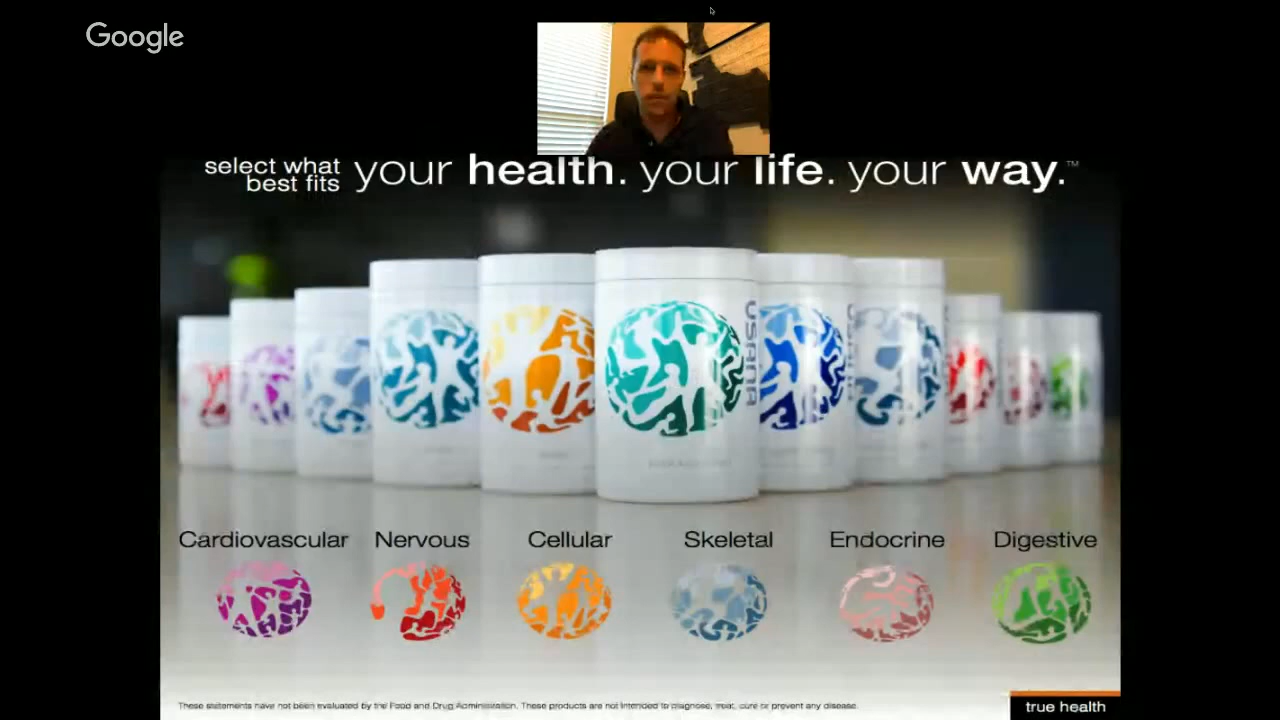 Google
select what
best fits
your health. your life. your way.™
USANA
Cardiovascular Nervous Cellular Skeletal Endocrine Digestive
These statements have not been evaluated by the Food and Drug Administration. These products are not intended to diagnose, treat, cure or prevent any disease.
true health